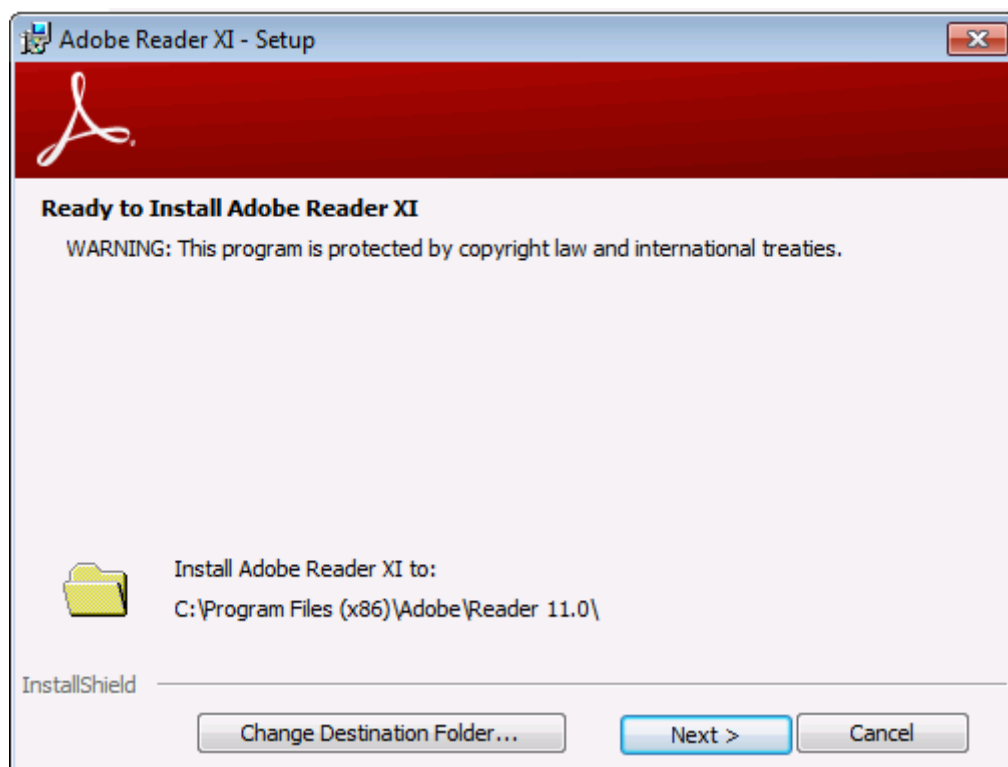 Adobe Reader XI - Setup
Ready to Install Adobe Reader XI
WARNING: This program is protected by copyright law and international treaties.
Install Adobe Reader XI to:
C:\Program Files (x86)\Adobe\Reader 11.0\
InstallShield
Change Destination Folder... Next > Cancel